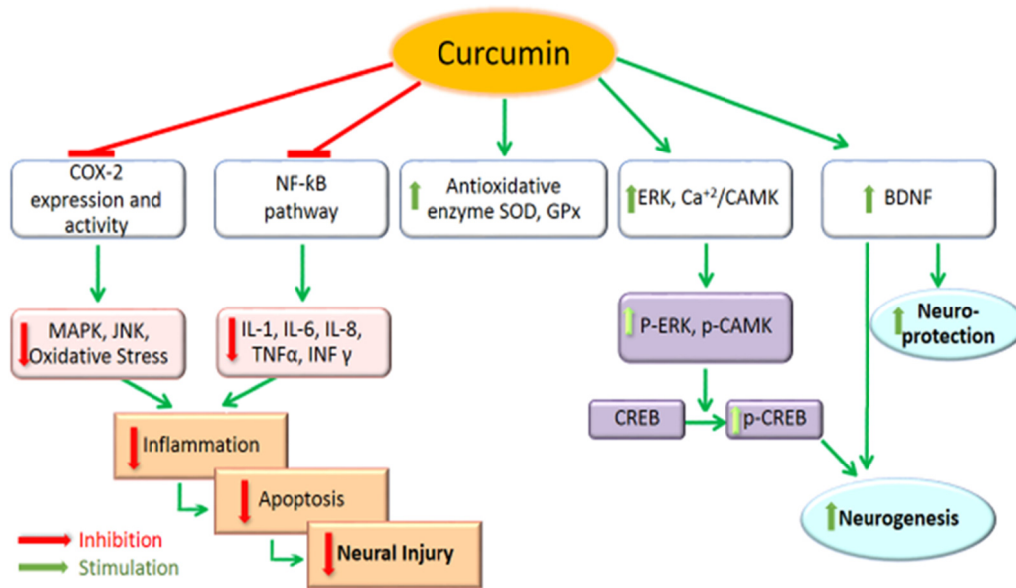 Curcumin
COX-2
expression and
activity
NF-ƙB
pathway
Antioxidative
enzyme SOD, GPx
ERK, Ca⁺²/CAMK
BDNF
MAPK, JNK,
Oxidative Stress
IL-1, IL-6, IL-8,
TNFα, INF γ
P-ERK, p-CAMK
Neuro-
protection
CREB
p-CREB
Inflammation
Apoptosis
Neural Injury
Neurogenesis
Inhibition
Stimulation